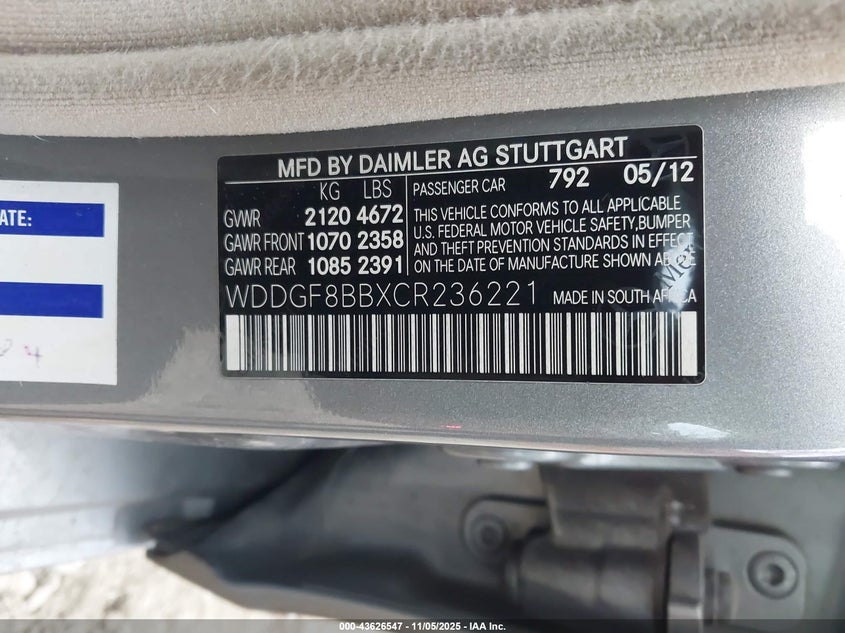 MFD BY DAIMLER AG STUTTGART
KG LBS
GVWR 2120 4672
GAWR FRONT 1070 2358
GAWR REAR 1085 2391
PASSENGER CAR 792 05/12
THIS VEHICLE CONFORMS TO ALL APPLICABLE
U.S. FEDERAL MOTOR VEHICLE SAFETY, BUMPER
AND THEFT PREVENTION STANDARDS IN EFFECT
ON THE DATE OF MANUFACTURE SHOWN ABOVE
WDDGF8BBXCR236221 MADE IN SOUTH AFRICA
ATE:
000-43626547 - 11/05/2025 - IAA Inc.